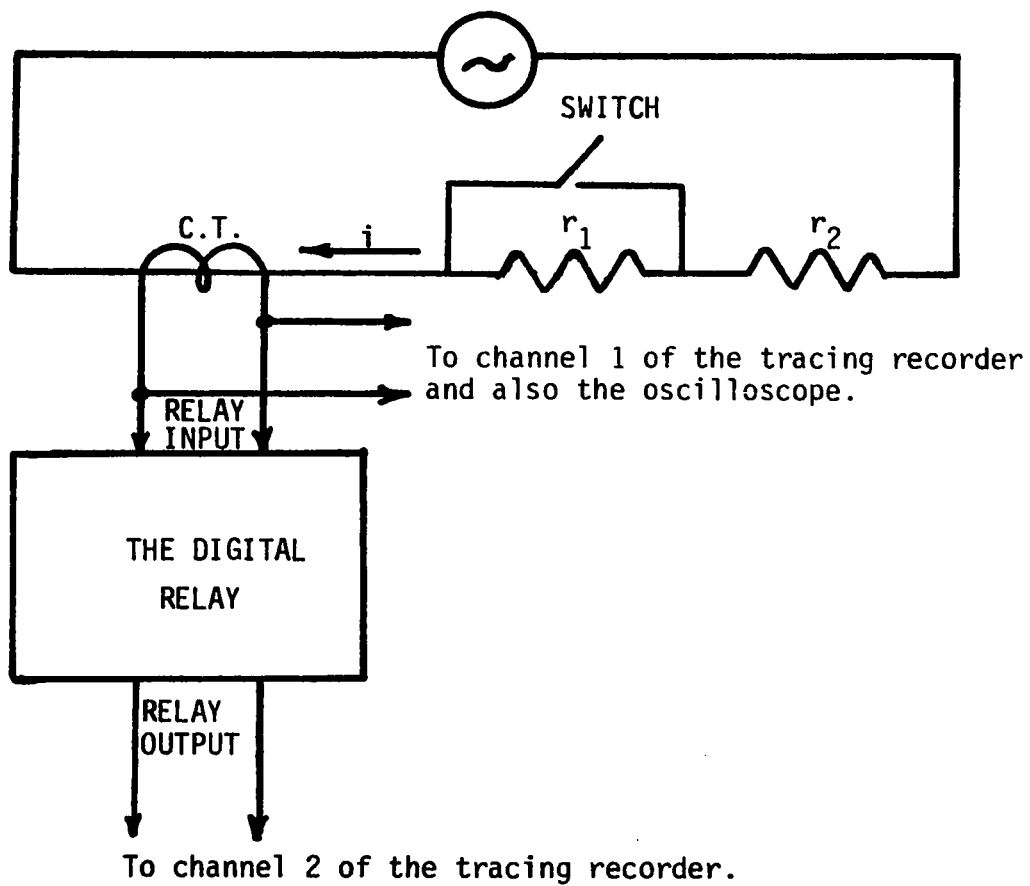 SWITCH
C.T.
i
r1
r2
To channel 1 of the tracing recorder
and also the oscilloscope.
RELAY
INPUT
THE DIGITAL
RELAY
RELAY
OUTPUT
To channel 2 of the tracing recorder.